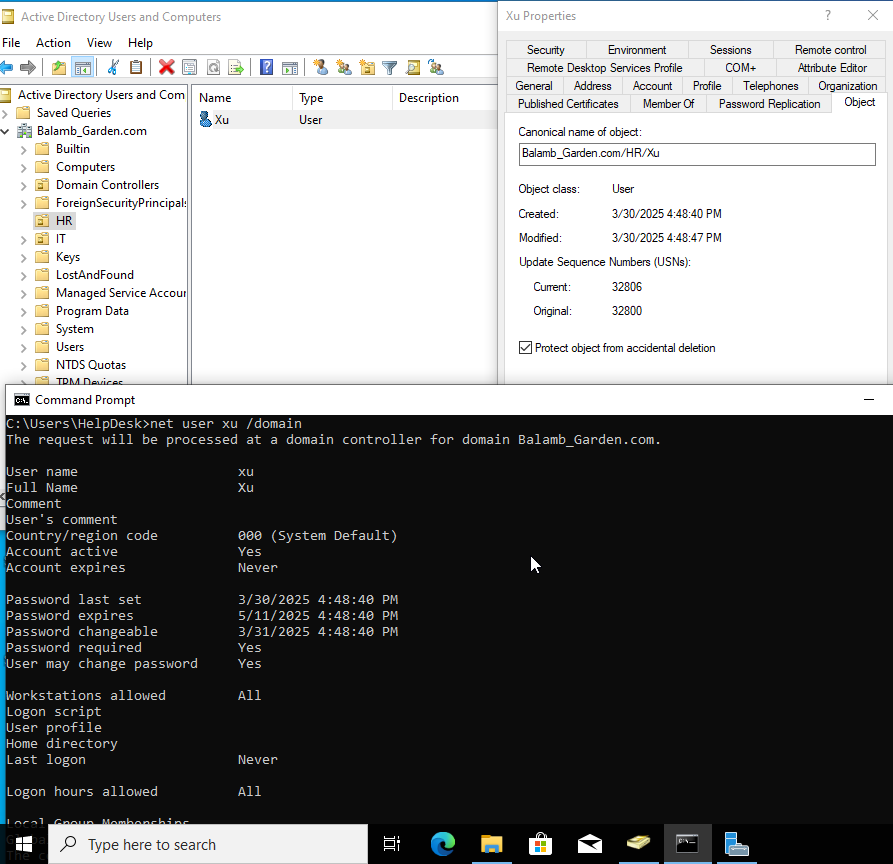 Active Directory Users and Computers
File Action View Help
Active Directory Users and Com
Saved Queries
Balamb_Garden.com
Builtin
Computers
Domain Controllers
ForeignSecurityPrincipals
HR
IT
Keys
LostAndFound
Managed Service Accour
Program Data
System
Users
NTDS Quotas
TPM Devices
Name Type Description
Xu User
Xu Properties
Security Environment Sessions Remote control
Remote Desktop Services Profile COM+ Attribute Editor
General Address Account Profile Telephones Organization
Published Certificates Member Of Password Replication Object
Canonical name of object:
Balamb_Garden.com/HR/Xu
Object class: User
Created: 3/30/2025 4:48:40 PM
Modified: 3/30/2025 4:48:47 PM
Update Sequence Numbers (USNs):
Current: 32806
Original: 32800
Protect object from accidental deletion
Command Prompt
C:\Users\HelpDesk>net user xu /domain
The request will be processed at a domain controller for domain Balamb_Garden.com.
User name xu
Full Name Xu
Comment
User's comment
Country/region code 000 (System Default)
Account active Yes
Account expires Never
Password last set 3/30/2025 4:48:40 PM
Password expires 5/11/2025 4:48:40 PM
Password changeable 3/31/2025 4:48:40 PM
Password required Yes
User may change password Yes
Workstations allowed All
Logon script
User profile
Home directory
Last logon Never
Logon hours allowed All
Local Group Memberships
Type here to search